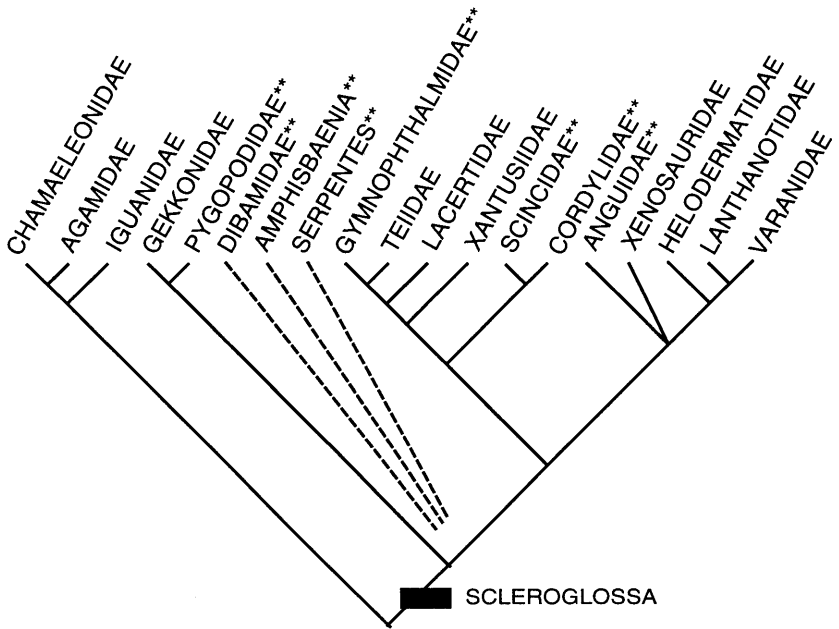 CHAMAELEONIDAE
AGAMIDAE
IGUANIDAE
GEKKONIDAE
PYGOPODIDAE**
DIBAMIDAE**
AMPHISBAENIA**
SERPENTES**
GYMNOPHTHALMIDAE**
TEIIDAE
LACERTIDAE
XANTUSIIDAE
SCINCIDAE**
CORDYLIDAE**
ANGUIDAE**
XENOSAURIDAE
HELODERMATIDAE
LANTHANOTIDAE
VARANIDAE
SCLEROGLOSSA